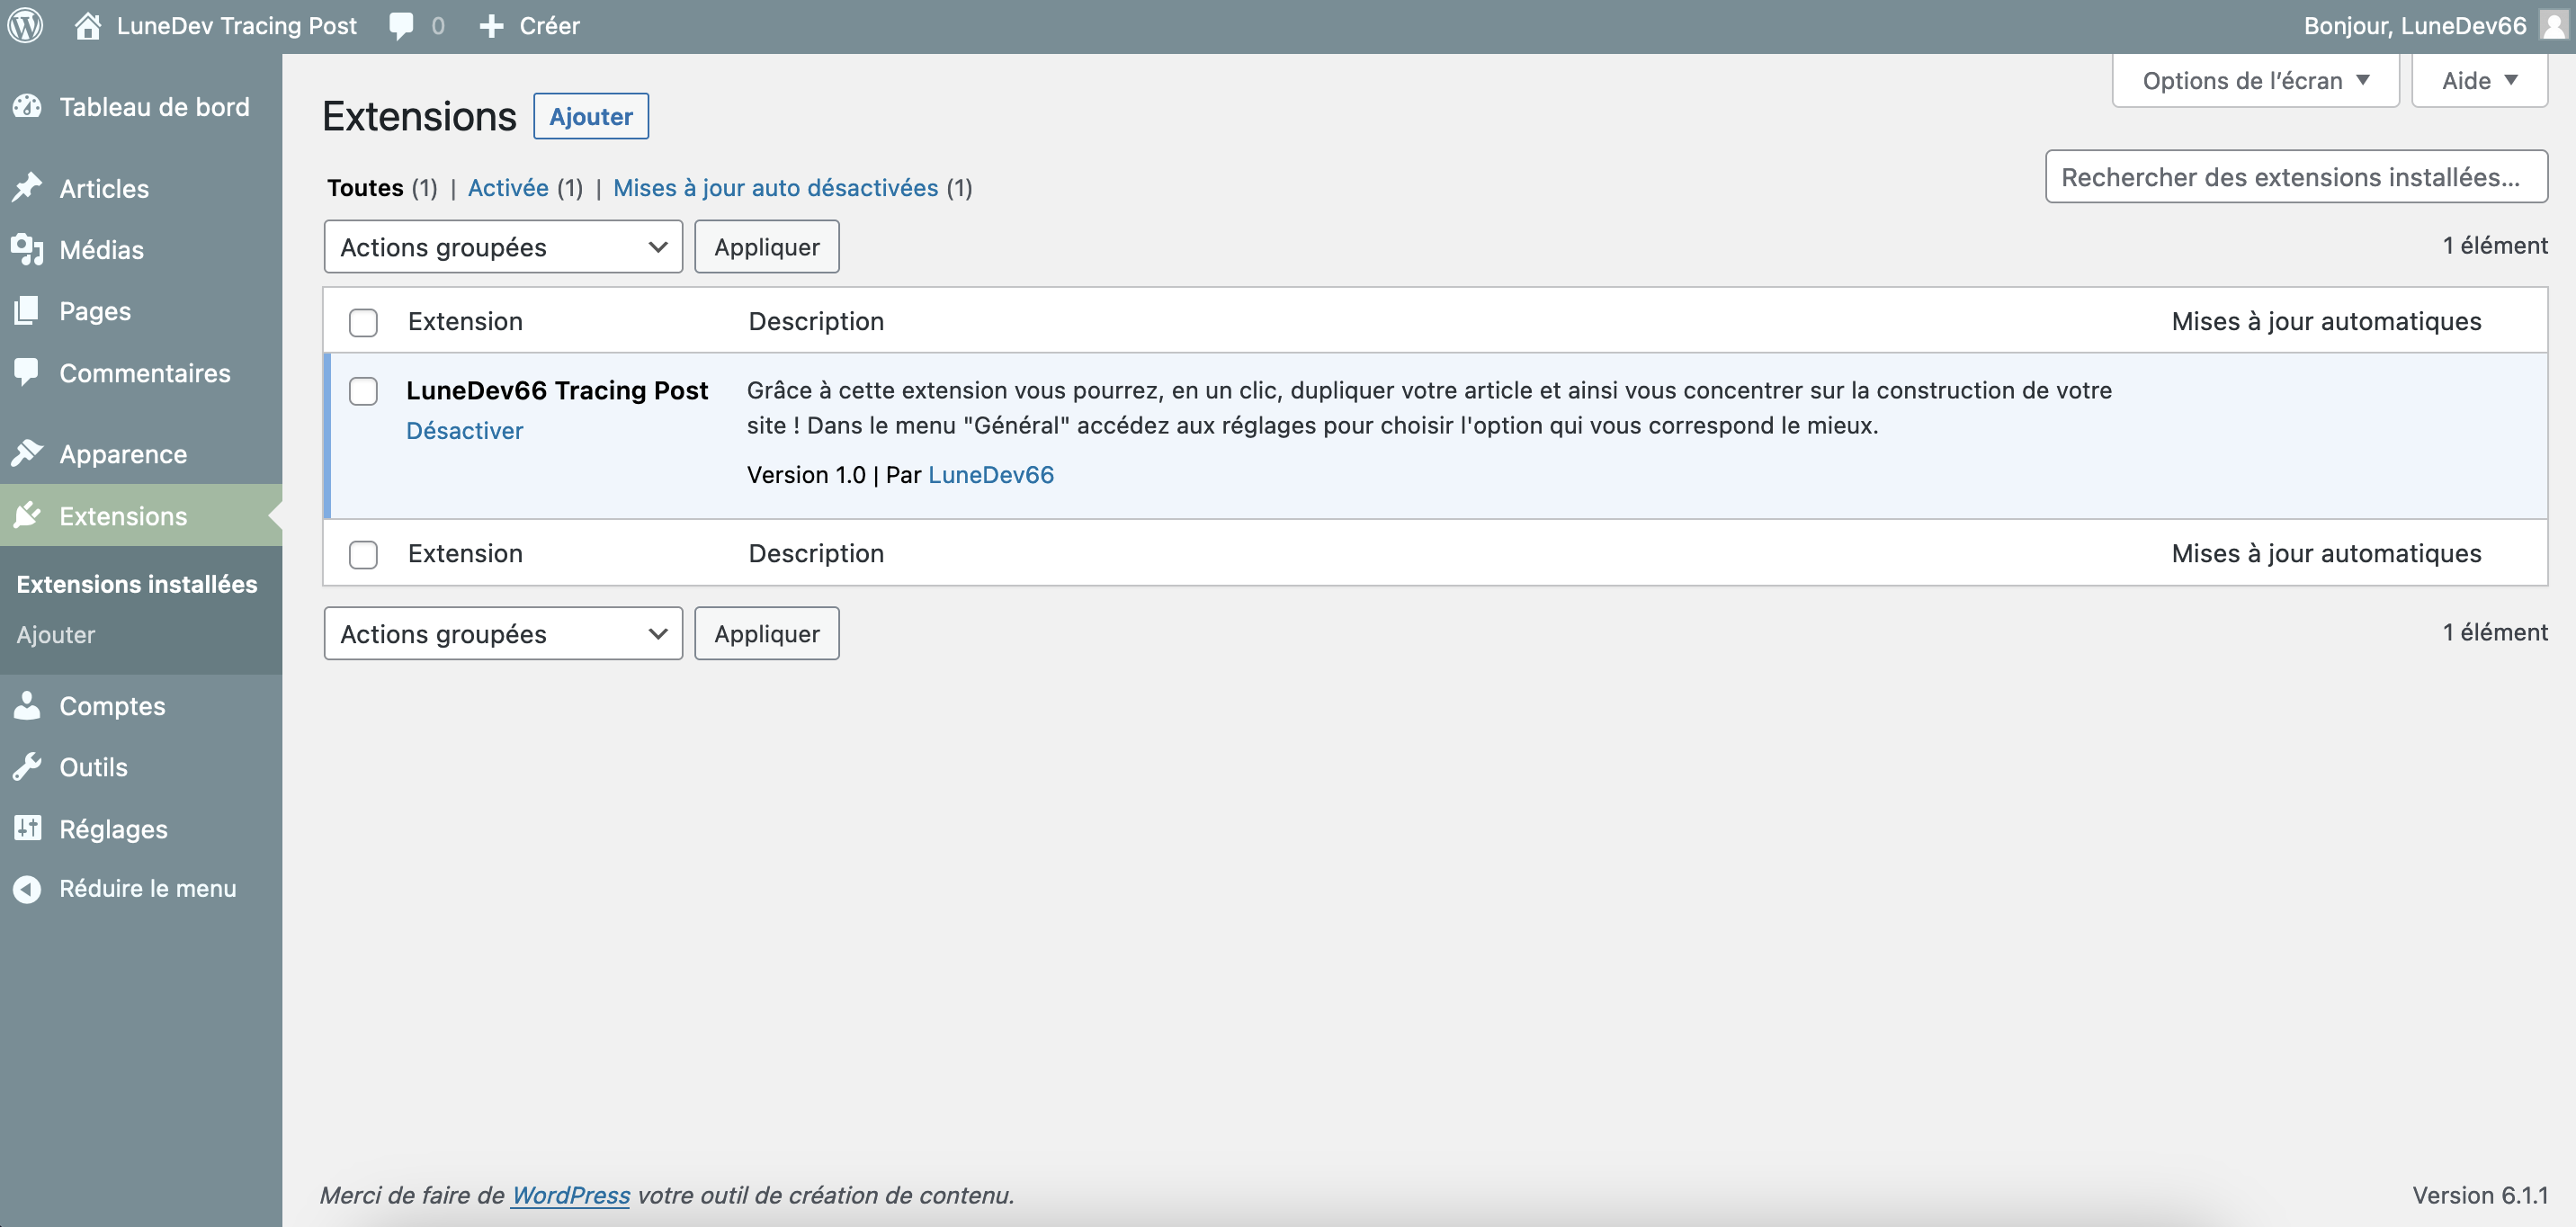 LuneDev Tracing Post 0 Créer Bonjour, LuneDev66
Tableau de bord
Articles
Médias
Pages
Commentaires
Apparence
Extensions
Extensions installées
Ajouter
Comptes
Outils
Réglages
Réduire le menu
Options de l’écran ▼ Aide ▼
Extensions Ajouter
Toutes (1) | Activée (1) | Mises à jour auto désactivées (1)
Rechercher des extensions installées...
Actions groupées Appliquer 1 élément
Extension Description Mises à jour automatiques
LuneDev66 Tracing Post
Désactiver
Grâce à cette extension vous pourrez, en un clic, dupliquer votre article et ainsi vous concentrer sur la construction de votre
site ! Dans le menu "Général" accédez aux réglages pour choisir l'option qui vous correspond le mieux.
Version 1.0 | Par LuneDev66
Extension Description Mises à jour automatiques
Actions groupées Appliquer 1 élément
Merci de faire de WordPress votre outil de création de contenu. Version 6.1.1